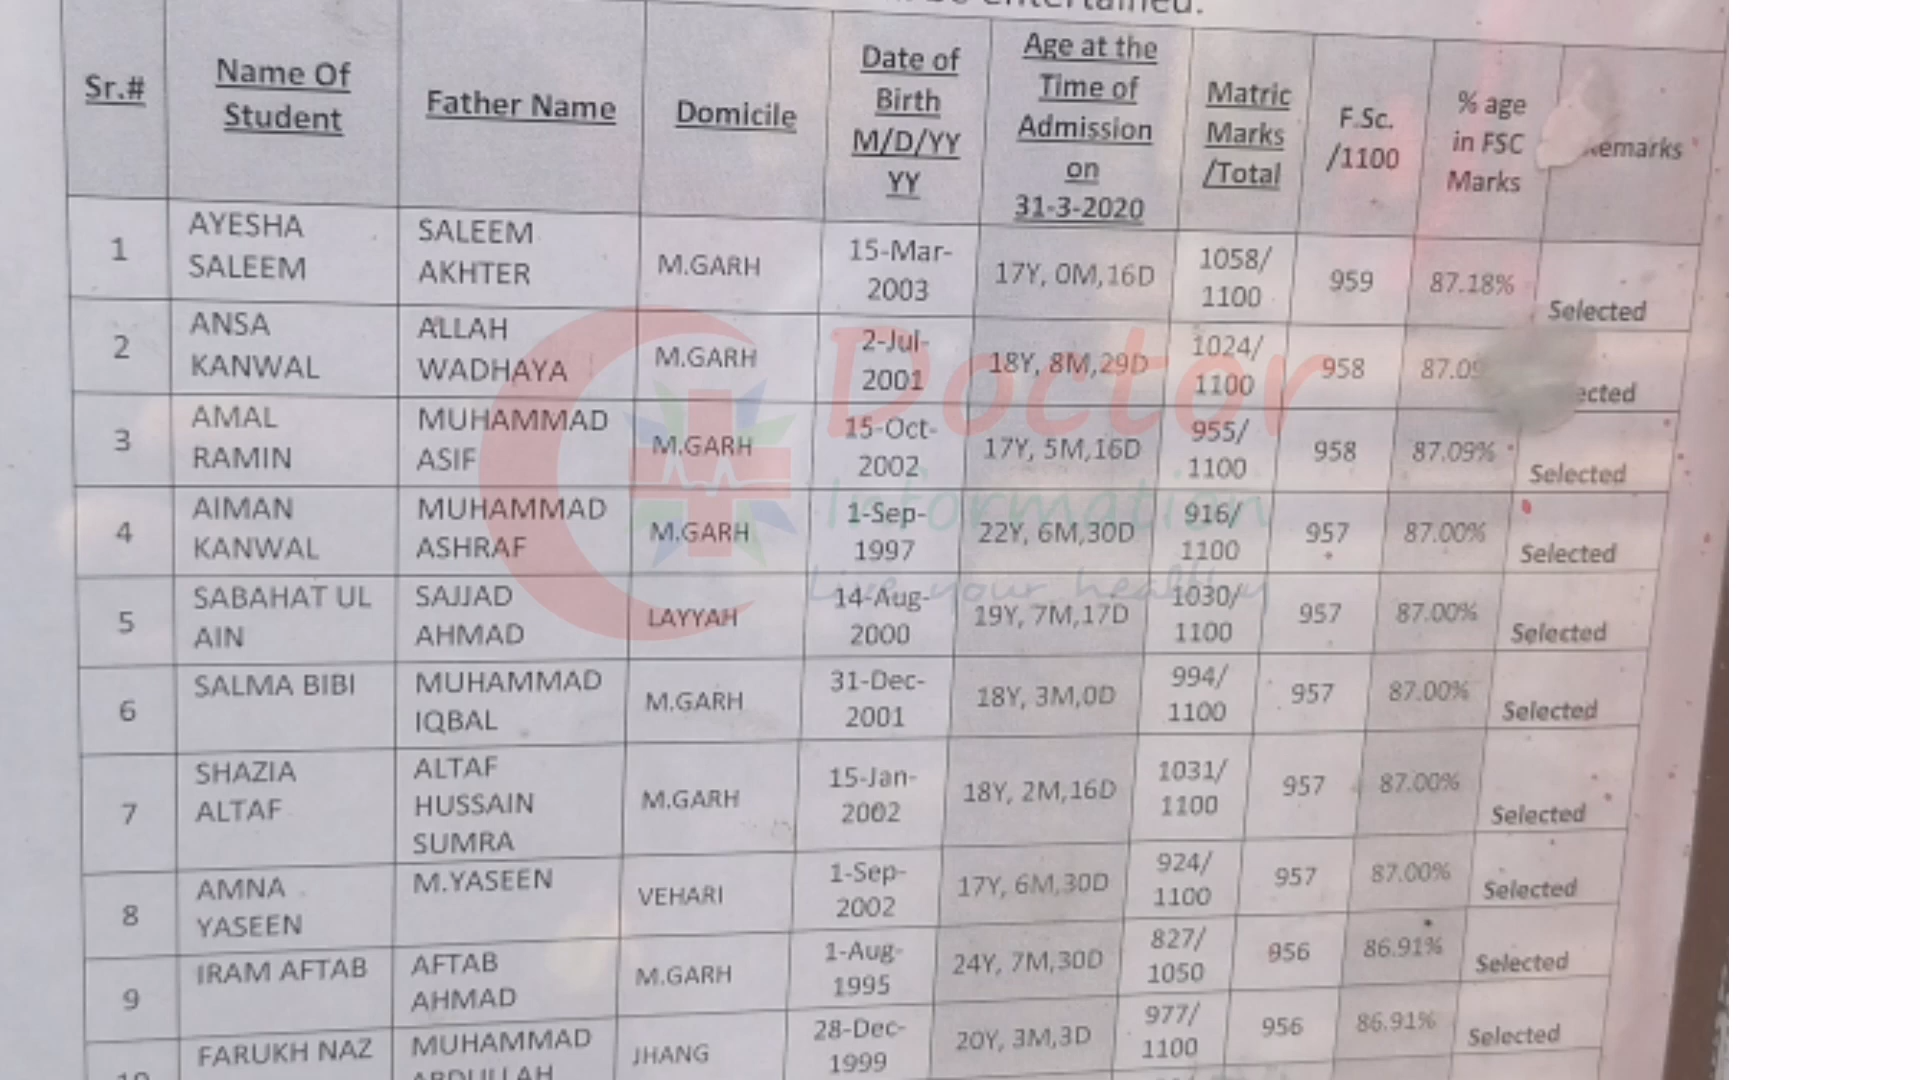 entertained.
Sr.# Name Of Student Father Name Domicile Date of Birth M/D/YY YY Age at the Time of Admission on 31-3-2020 Matric Marks /Total F.Sc. /1100 % age in FSC Marks
1 AYESHA SALEEM SALEEM AKHTER M.GARH 15-Mar-2003 17Y, 0M,16D 1058/1100 959 87.18% Selected
2 ANSA KANWAL ALLAH WADHAYA M.GARH 2-Jul-2001 18Y, 8M,29D 1024/1100 958 87.09
3 AMAL RAMIN MUHAMMAD ASIF M.GARH 15-Oct-2002 17Y, 5M,16D 955/1100 958 87.09% Selected
4 AIMAN KANWAL MUHAMMAD ASHRAF M.GARH 1-Sep-1997 22Y, 6M,30D 916/1100 957 87.00% Selected
5 SABAHAT UL AIN SAJJAD AHMAD LAYYAH 14-Aug-2000 19Y, 7M,17D 1030/1100 957 87.00% Selected
6 SALMA BIBI MUHAMMAD IQBAL M.GARH 31-Dec-2001 18Y, 3M,0D 994/1100 957 87.00% Selected
7 SHAZIA ALTAF ALTAF HUSSAIN SUMRA M.GARH 15-Jan-2002 18Y, 2M,16D 1031/1100 957 87.00% Selected
8 AMNA YASEEN M.YASEEN VEHARI 1-Sep-2002 17Y, 6M,30D 924/1100 957 87.00% Selected
9 IRAM AFTAB AFTAB AHMAD M.GARH 1-Aug-1995 24Y, 7M,30D 827/1050 956 86.91% Selected
FARUKH NAZ MUHAMMAD ABDULLAH JHANG 28-Dec-1999 20Y, 3M,3D 977/1100 956 86.91% Selected
Doctor
Information
Live your healthy